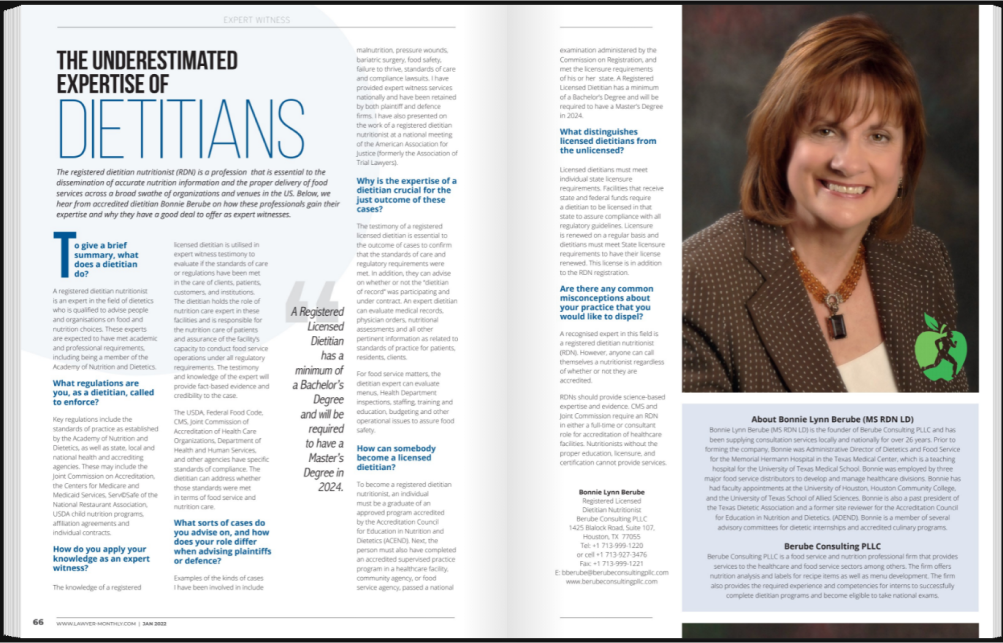 EXPERT WITNESS
THE UNDERESTIMATED
EXPERTISE OF
DIETITIANS
The registered dietitian nutritionist (RDN) is a profession that is essential to the
dissemination of accurate nutrition information and the proper delivery of food
services across a broad swathe of organizations and venues in the US. Below, we
hear from accredited dietitian Bonnie Berube on how these professionals gain their
expertise and why they have a good deal to offer as expert witnesses.
To give a brief
summary, what
does a dietitian
do?
A registered dietitian nutritionist
is an expert in the field of dietetics
who is qualified to advise people
and organisations on food and
nutrition choices. These experts
are expected to have met academic
and professional requirements,
including being a member of the
Academy of Nutrition and Dietetics.
What regulations are
you, as a dietitian, called
to enforce?
Key regulations include the
standards of practice as established
by the Academy of Nutrition and
Dietetics, as well as state, local and
national health and accrediting
agencies. These may include the
Joint Commission on Accreditation,
the Centers for Medicare and
Medicaid Services, Serv©Safe of the
National Restaurant Association,
USDA child nutrition programs,
affiliation agreements and
individual contracts.
How do you apply your
knowledge as an expert
witness?
The knowledge of a registered
licensed dietitian is utilised in
expert witness testimony to
evaluate if the standards of care
or regulations have been met
in the care of clients, patients,
customers, and institutions.
The dietitian holds the role of
nutrition care expert in these
facilities and is responsible for
the nutrition care of patients
and assurance of the facility's
capacity to conduct food service
operations under all regulatory
requirements. The testimony
and knowledge of the expert will
provide fact-based evidence and
credibility to the case.
The USDA, Federal Food Code,
CMS, Joint Commission of
Accreditation of Health Care
Organizations, Department of
Health and Human Services,
and other agencies have specific
standards of compliance. The
dietitian can address whether
those standards were met
in terms of food service and
nutrition care.
What sorts of cases do
you advise on, and how
does your role differ
when advising plaintiffs
or defence?
Examples of the kinds of cases
I have been involved in include
“
A Registered
Licensed
Dietitian
has a
minimum of
a Bachelor's
Degree
and will be
required
to have a
Master's
Degree in
2024.
malnutrition, pressure wounds,
bariatric surgery, food safety,
failure to thrive, standards of care
and compliance lawsuits. I have
provided expert witness services
nationally and have been retained
by both plaintiff and defence
firms. I have also presented on
the work of a registered dietitian
nutritionist at a national meeting
of the American Association for
Justice (formerly the Association of
Trial Lawyers).
Why is the expertise of a
dietitian crucial for the
just outcome of these
cases?
The testimony of a registered
licensed dietitian is essential to
the outcome of cases to confirm
that the standards of care and
regulatory requirements were
met. In addition, they can advise
on whether or not the "dietitian
of record" was participating and
under contract. An expert dietitian
can evaluate medical records,
physician orders, nutritional
assessments and all other
pertinent information as related to
standards of practice for patients,
residents, clients.
For food service matters, the
dietitian expert can evaluate
menus, Health Department
inspections, staffing, training and
education, budgeting and other
operational issues to assure food
safety.
How can somebody
become a licensed
dietitian?
To become a registered dietitian
nutritionist, an individual
must be a graduate of an
approved program accredited
by the Accreditation Council
for Education in Nutrition and
Dietetics (ACEND). Next, the
person must also have completed
an accredited supervised practice
program in a healthcare facility,
community agency, or food
service agency, passed a national
66 WWW.LAWYER-MONTHLY.COM | JAN 2022
examination administered by the
Commission on Registration, and
met the licensure requirements
of his or her state. A Registered
Licensed Dietitian has a minimum
of a Bachelor's Degree and will be
required to have a Master's Degree
in 2024.
What distinguishes
licensed dietitians from
the unlicensed?
Licensed dietitians must meet
individual state licensure
requirements. Facilities that receive
state and federal funds require
a dietitian to be licensed in that
state to assure compliance with all
regulatory guidelines. Licensure
is renewed on a regular basis and
dietitians must meet State licensure
requirements to have their license
renewed. This license is in addition
to the RDN registration.
Are there any common
misconceptions about
your practice that you
would like to dispel?
A recognised expert in this field is
a registered dietitian nutritionist
(RDN). However, anyone can call
themselves a nutritionist regardless
of whether or not they are
accredited.
RDNs should provide science-based
expertise and evidence. CMS and
Joint Commission require an RDN
in either a full-time or consultant
role for accreditation of healthcare
facilities. Nutritionists without the
proper education, licensure, and
certification cannot provide services.
Bonnie Lynn Berube
Registered Licensed
Dietitian Nutritionist
Berube Consulting PLLC
1425 Blalock Road, Suite 107,
Houston, TX 77055
Tel: +1 713-999-1220
or cell +1 713-927-3476
Fax: +1 713-999-1221
E: bberube@berubeconsultingpllc.com
www.berubeconsultingpllc.com
About Bonnie Lynn Berube (MS RDN LD)
Bonnie Lynn Berube (MS RDN LD) is the founder of Berube Consulting PLLC and has
been supplying consultation services locally and nationally for over 26 years. Prior to
forming the company, Bonnie was Administrative Director of Dietetics and Food Service
for the Memorial Hermann Hospital in the Texas Medical Center, which is a teaching
hospital for the University of Texas Medical School. Bonnie was employed by three
major food service distributors to develop and manage healthcare divisions. Bonnie has
had faculty appointments at the University of Houston, Houston Community College,
and the University of Texas School of Allied Sciences. Bonnie is also a past president of
the Texas Dietetic Association and a former site reviewer for the Accreditation Council
for Education in Nutrition and Dietetics, (ADEND). Bonnie is a member of several
advisory committees for dietetic internships and accredited culinary programs.
Berube Consulting PLLC
Berube Consulting PLLC is a food service and nutrition professional firm that provides
services to the healthcare and food service sectors among others. The firm offers
nutrition analysis and labels for recipe items as well as menu development. The firm
also provides the required experience and competencies for interns to successfully
complete dietitian programs and become eligible to take national exams.